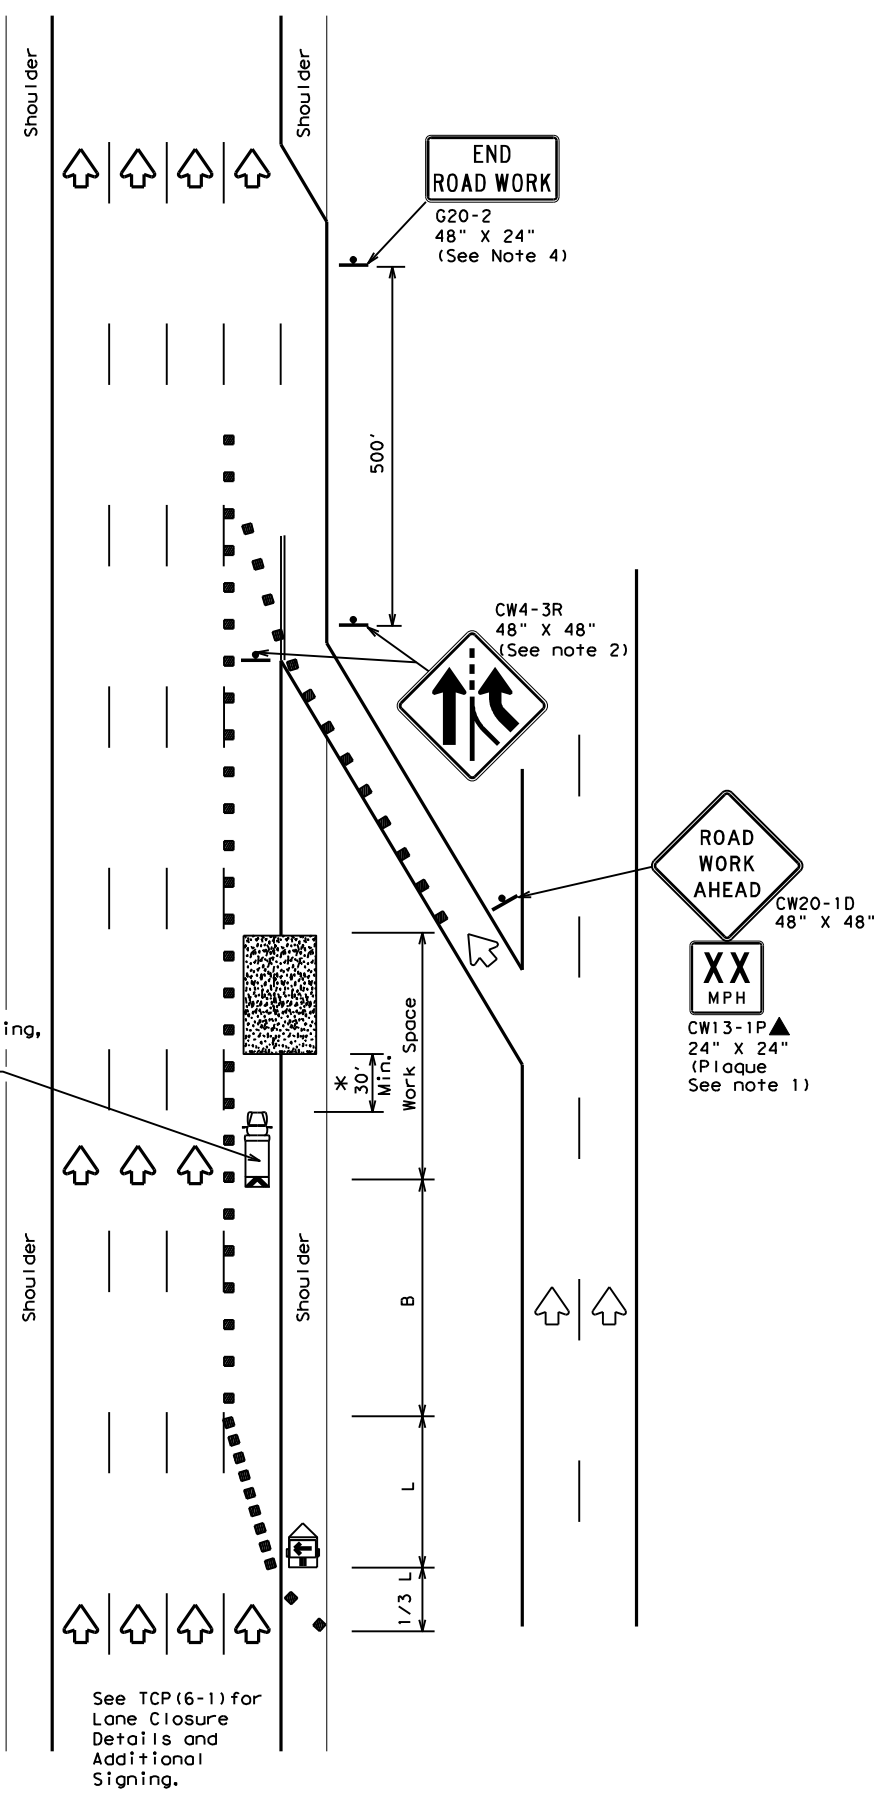 Shoulder
Shoulder
END
ROAD WORK
G20-2
48" X 24"
(See Note 4)
500'
CW4-3R
48" X 48"
(See note 2)
ROAD
WORK
AHEAD
CW20-1D
48" X 48"
XX
MPH
CW13-1P
24" X 24"
(Plaque
See note 1)
ing,
Work Space
*
30'
Min.
Shoulder
Shoulder
B
L
1/3 L
See TCP(6-1) for
Lane Closure
Details and
Additional
Signing.